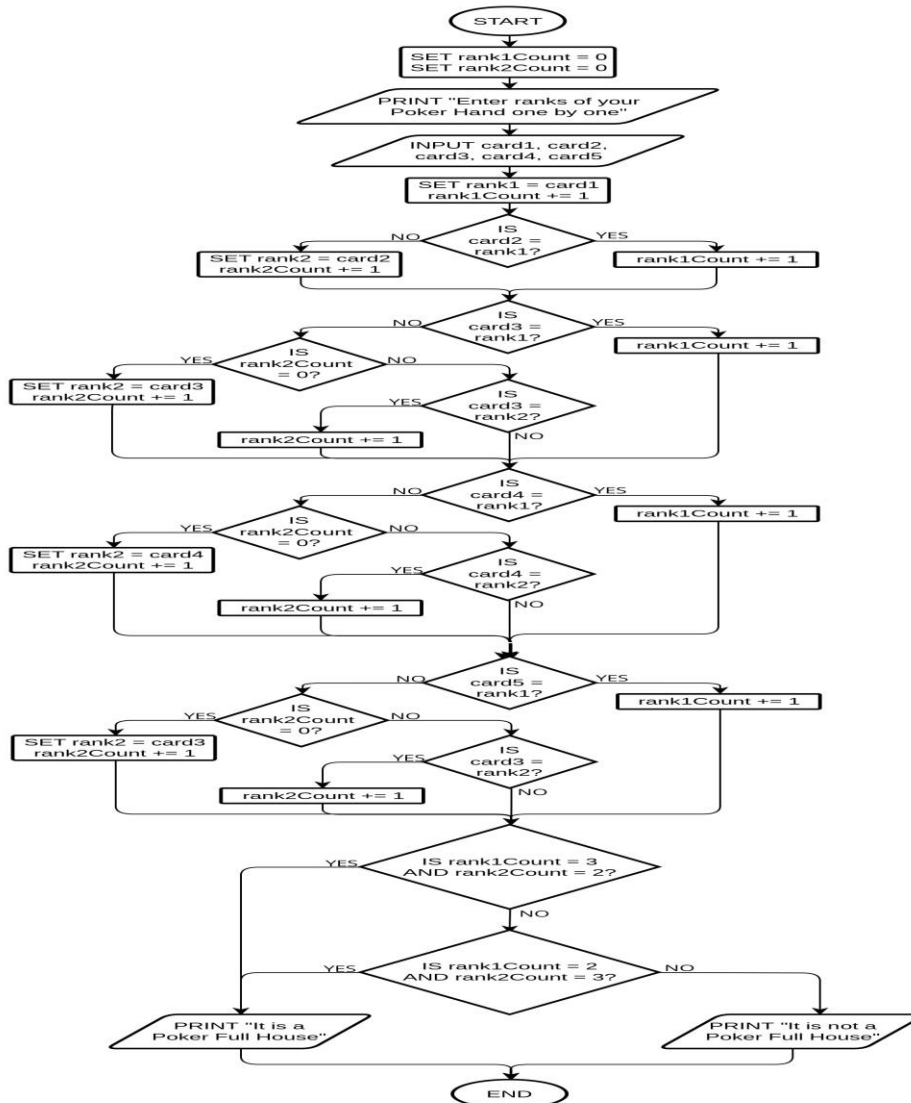 START
SET rank1Count = 0
SET rank2Count = 0
PRINT "Enter ranks of your
Poker Hand one by one"
INPUT card1, card2,
card3, card4, card5
SET rank1 = card1
rank1Count += 1
IS
card2 =
rank1?
NO
YES
SET rank2 = card2
rank2Count += 1
rank1Count += 1
IS
card3 =
rank1?
NO
YES
rank1Count += 1
IS
rank2Count
= 0?
YES
NO
SET rank2 = card3
rank2Count += 1
IS
card3 =
rank2?
YES
NO
rank2Count += 1
IS
card4 =
rank1?
NO
YES
rank1Count += 1
IS
rank2Count
= 0?
YES
NO
SET rank2 = card4
rank2Count += 1
IS
card4 =
rank2?
YES
NO
rank2Count += 1
IS
card5 =
rank1?
NO
YES
rank1Count += 1
IS
rank2Count
= 0?
YES
NO
SET rank2 = card3
rank2Count += 1
IS
card3 =
rank2?
YES
NO
rank2Count += 1
IS rank1Count = 3
AND rank2Count = 2?
YES
NO
IS rank1Count = 2
AND rank2Count = 3?
YES
NO
PRINT "It is a
Poker Full House"
PRINT "It is not a
Poker Full House"
END